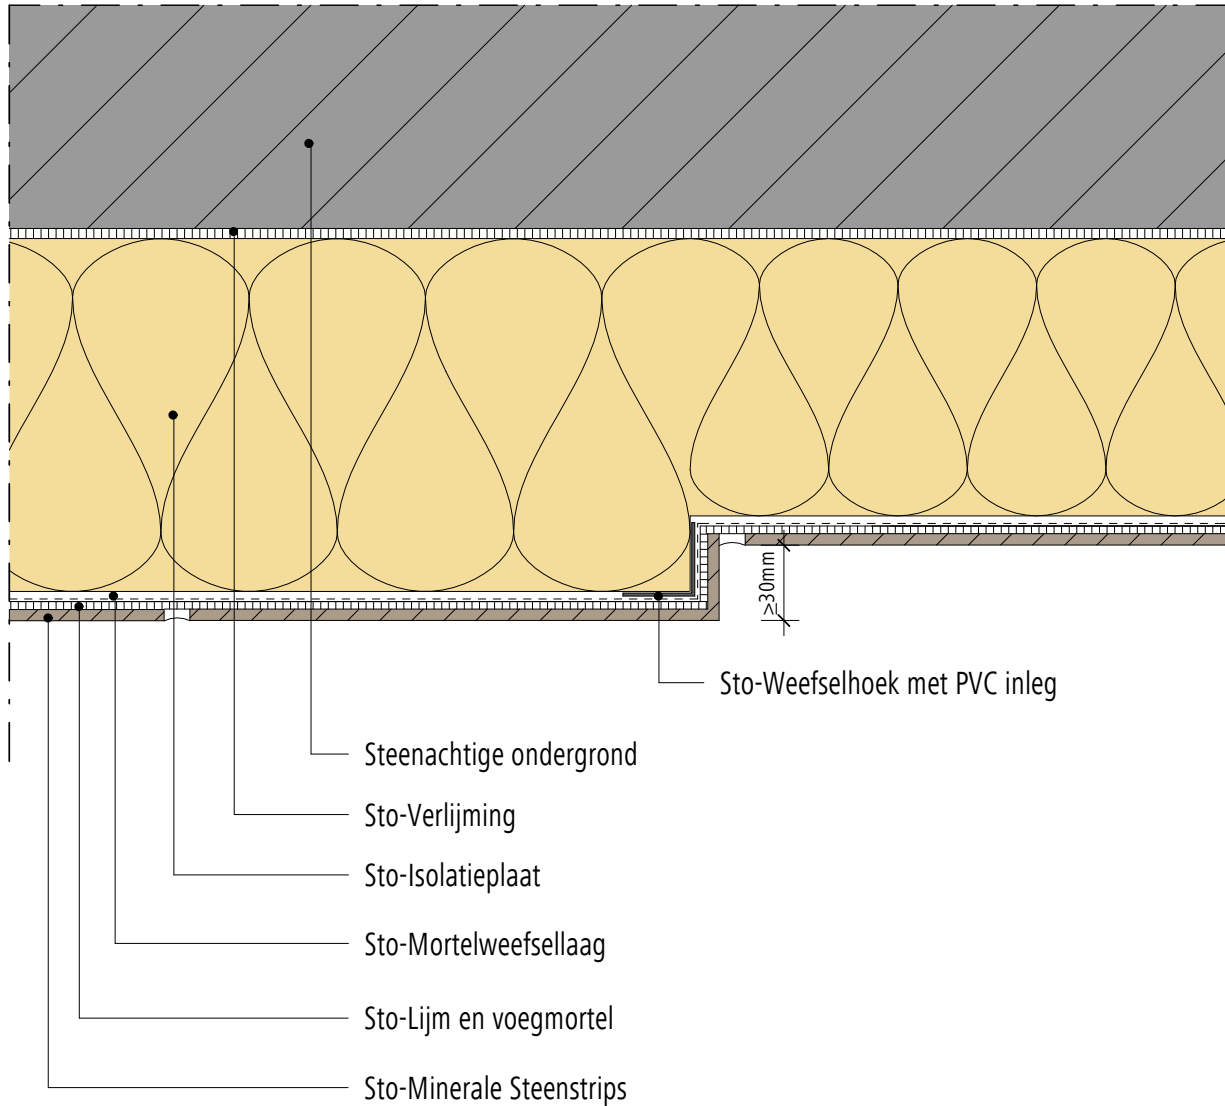 ≥30mm
Sto-Weefselhoek met PVC inleg
Steenachtige ondergrond
Sto-Verlijming
Sto-Isolatieplaat
Sto-Mortelweefsellaag
Sto-Lijm en voegmortel
Sto-Minerale Steenstrips